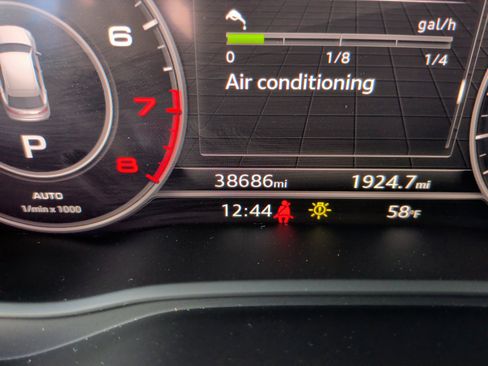 6
gal/h
0 1/8 1/4
Air conditioning
7
P
8
38686mi 1924.7mi
AUTO
1/min x 1000
12:44 58°F